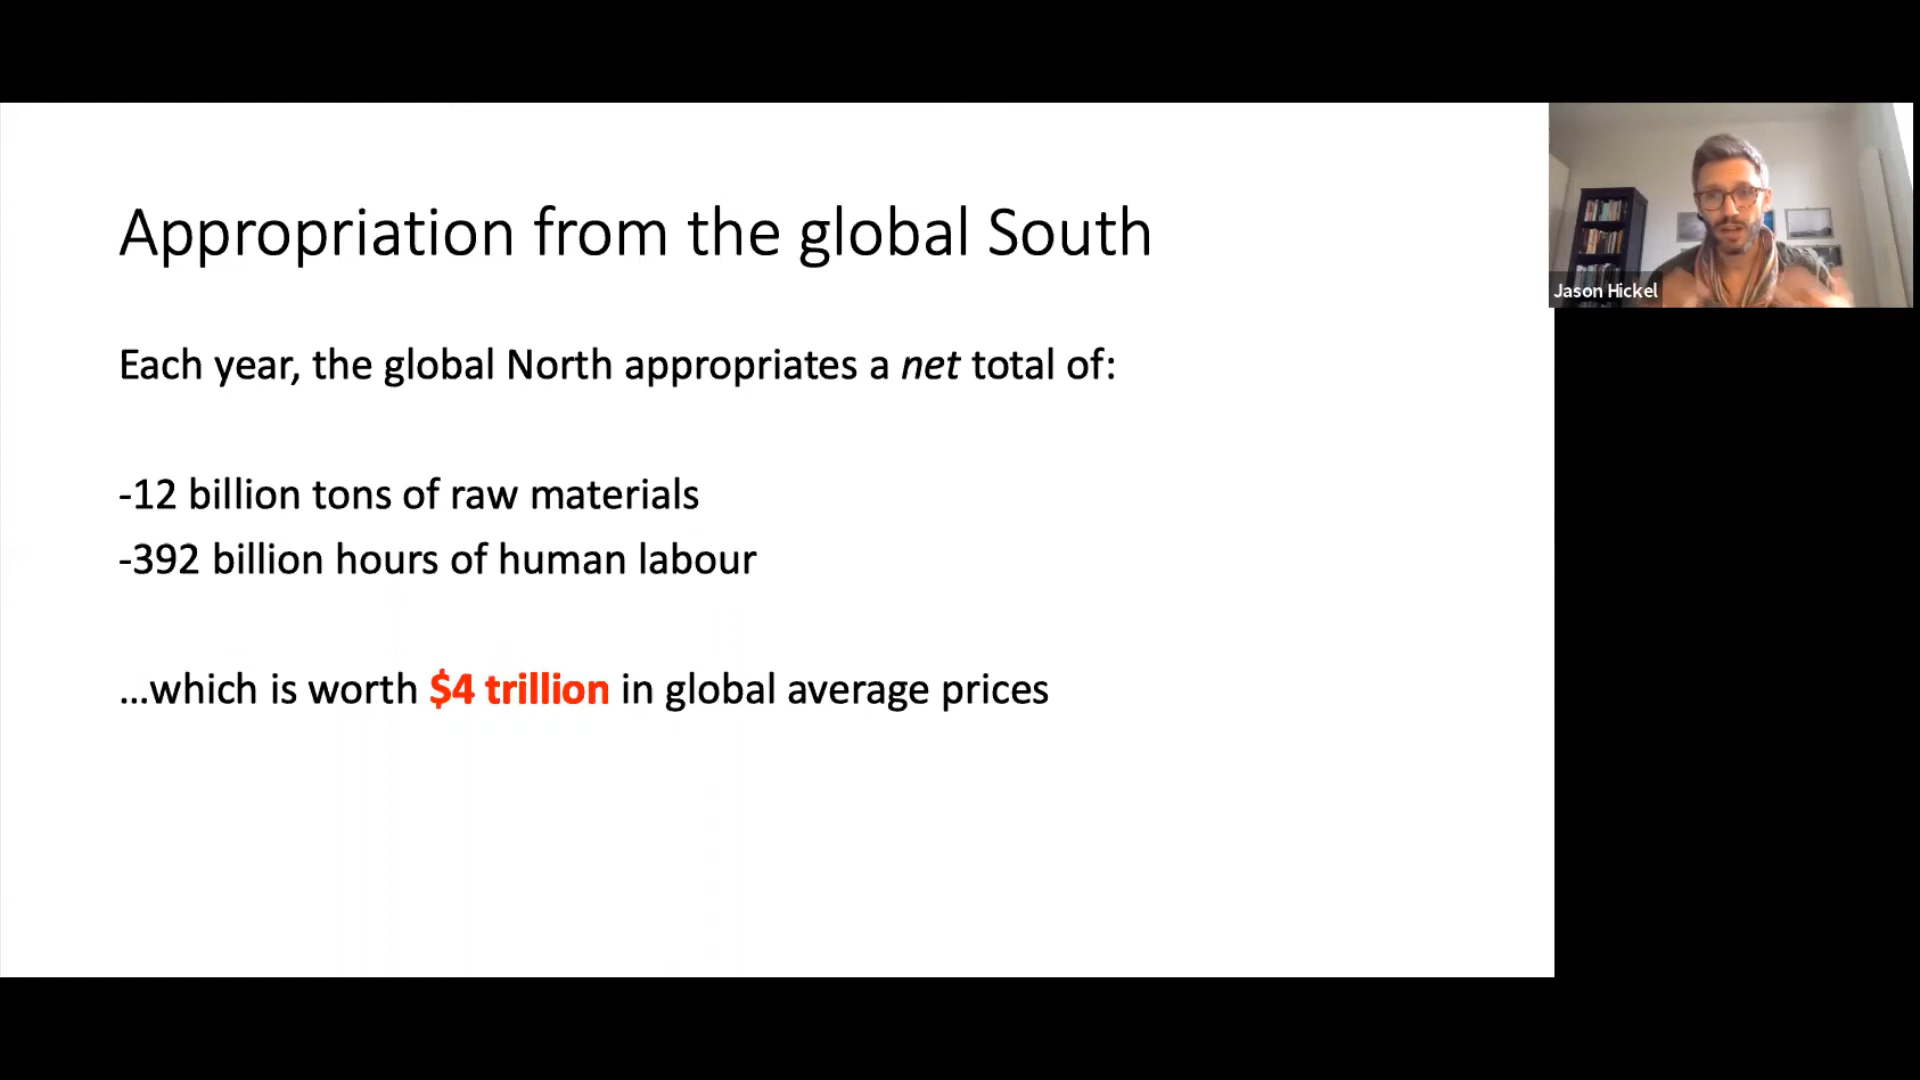 Appropriation from the global South
Each year, the global North appropriates a net total of:
-12 billion tons of raw materials
-392 billion hours of human labour
...which is worth $4 trillion in global average prices
Jason Hickel